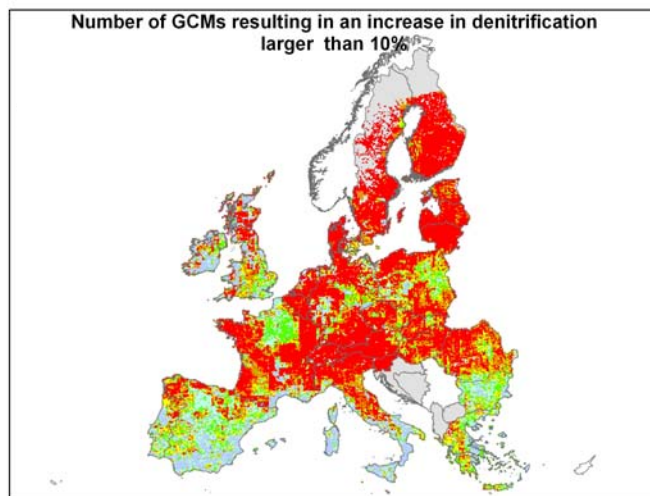 Number of GCMs resulting in an increase in denitrification
larger than 10%